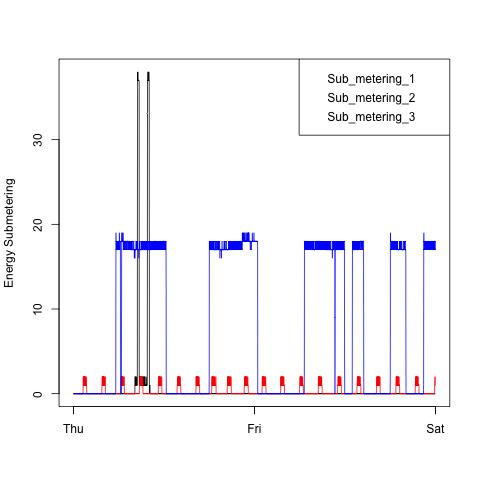 Sub_metering_1
Sub_metering_2
Sub_metering_3
Energy Submetering
30
20
10
0
Thu Fri Sat